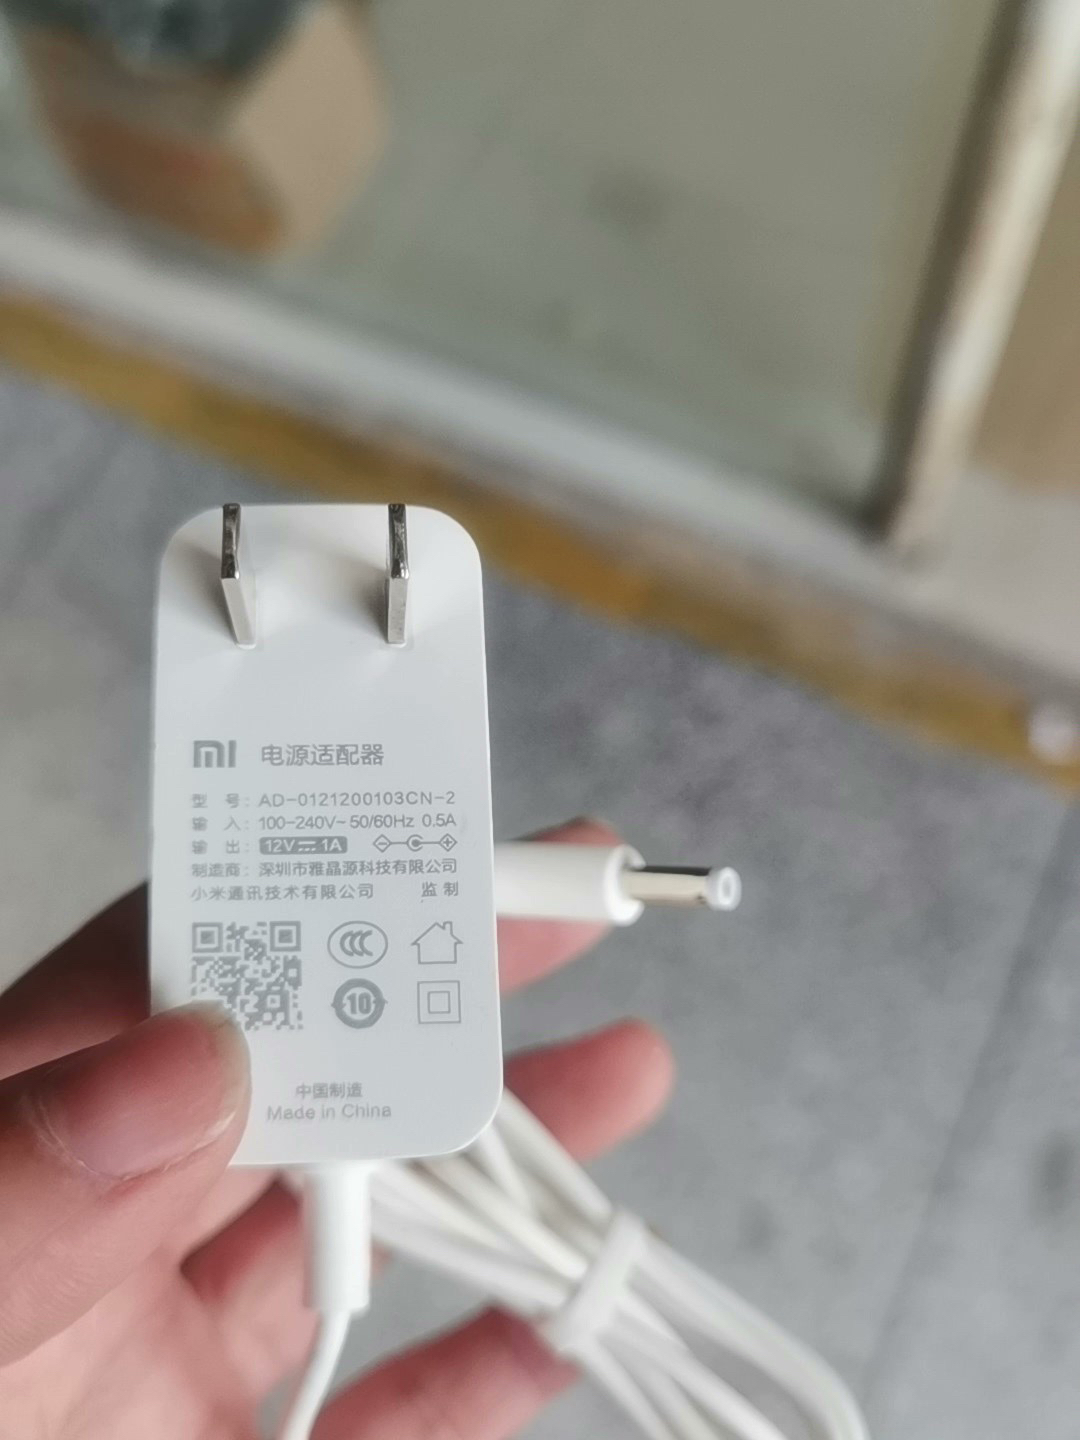 mi 电源适配器
型 号: AD-0121200103CN-2
输 入: 100-240V~ 50/60Hz 0.5A
输 出: 12V⎓1A
制造商: 深圳市雅晶源科技有限公司
小米通讯技术有限公司 监 制
CCC
10
中国制造
Made in China